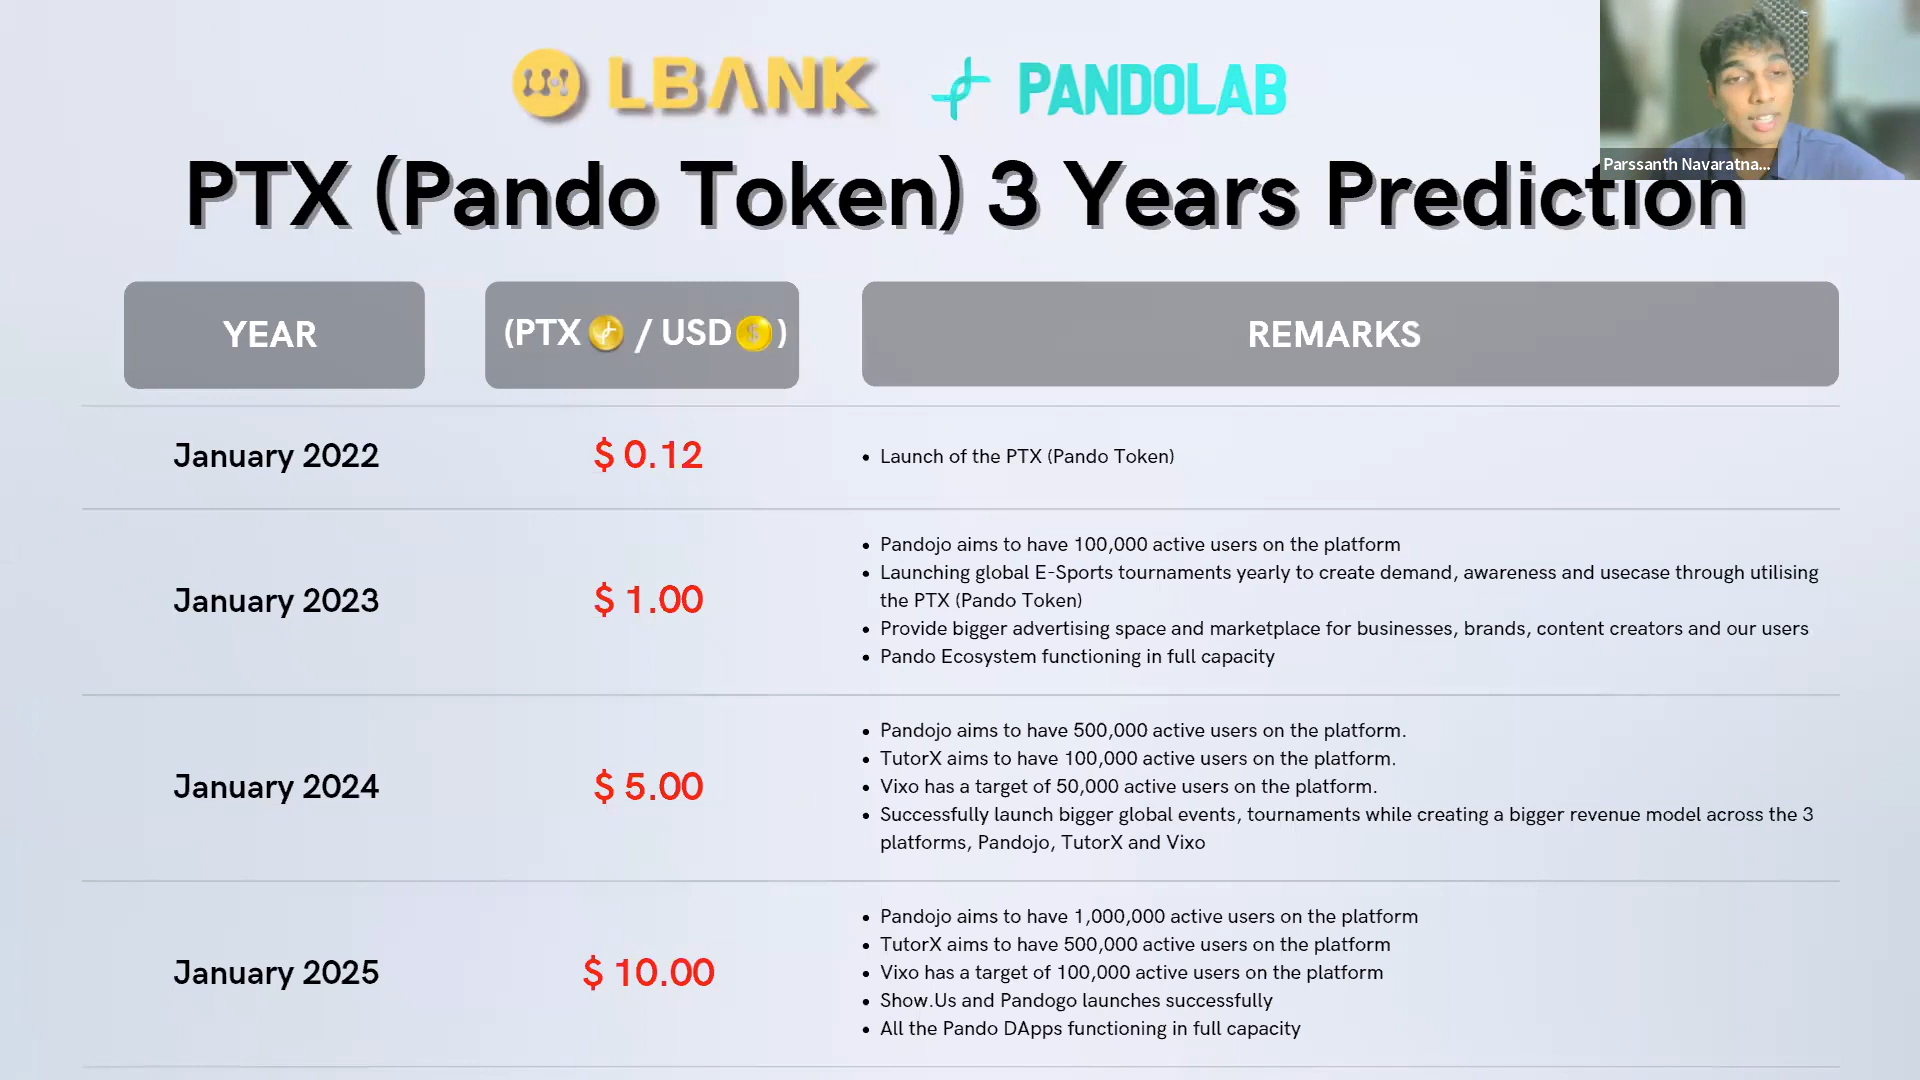 LBANK PANDOLAB
Parssanth Navaratna...
PTX (Pando Token) 3 Years Prediction
YEAR
(PTX / USD $)
REMARKS
January 2022
$ 0.12
• Launch of the PTX (Pando Token)
January 2023
$ 1.00
• Pandojo aims to have 100,000 active users on the platform
• Launching global E-Sports tournaments yearly to create demand, awareness and usecase through utilising
the PTX (Pando Token)
• Provide bigger advertising space and marketplace for businesses, brands, content creators and our users
• Pando Ecosystem functioning in full capacity
January 2024
$ 5.00
• Pandojo aims to have 500,000 active users on the platform.
• TutorX aims to have 100,000 active users on the platform.
• Vixo has a target of 50,000 active users on the platform.
• Successfully launch bigger global events, tournaments while creating a bigger revenue model across the 3
platforms, Pandojo, TutorX and Vixo
January 2025
$ 10.00
• Pandojo aims to have 1,000,000 active users on the platform
• TutorX aims to have 500,000 active users on the platform
• Vixo has a target of 100,000 active users on the platform
• Show.Us and Pandogo launches successfully
• All the Pando DApps functioning in full capacity